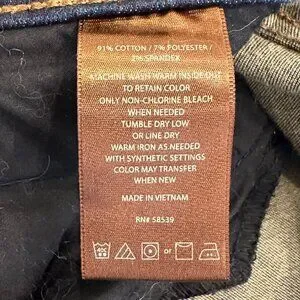 91% COTTON / 7% POLYESTER /
2% SPANDEX
MACHINE WASH WARM INSIDE OUT
TO RETAIN COLOR
ONLY NON-CHLORINE BLEACH
WHEN NEEDED
TUMBLE DRY LOW
OR LINE DRY
WARM IRON AS NEEDED
WITH SYNTHETIC SETTINGS
COLOR MAY TRANSFER
WHEN NEW
MADE IN VIETNAM
RN# 58539